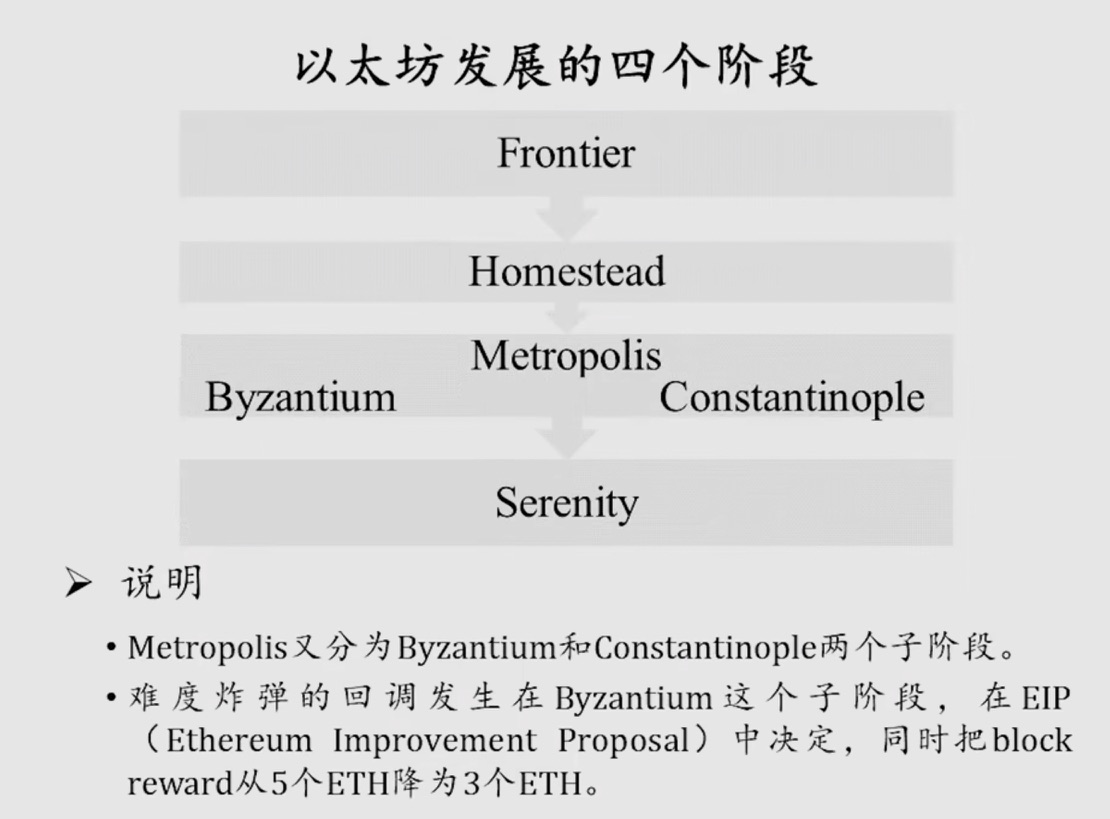 以太坊发展的四个阶段
Frontier
Homestead
Metropolis
Byzantium Constantinople
Serenity
➢ 说明
• Metropolis又分为Byzantium和Constantinople两个子阶段。
• 难度炸弹的回调发生在Byzantium这个子阶段，在EIP
（Ethereum Improvement Proposal）中决定，同时把block
reward从5个ETH降为3个ETH。